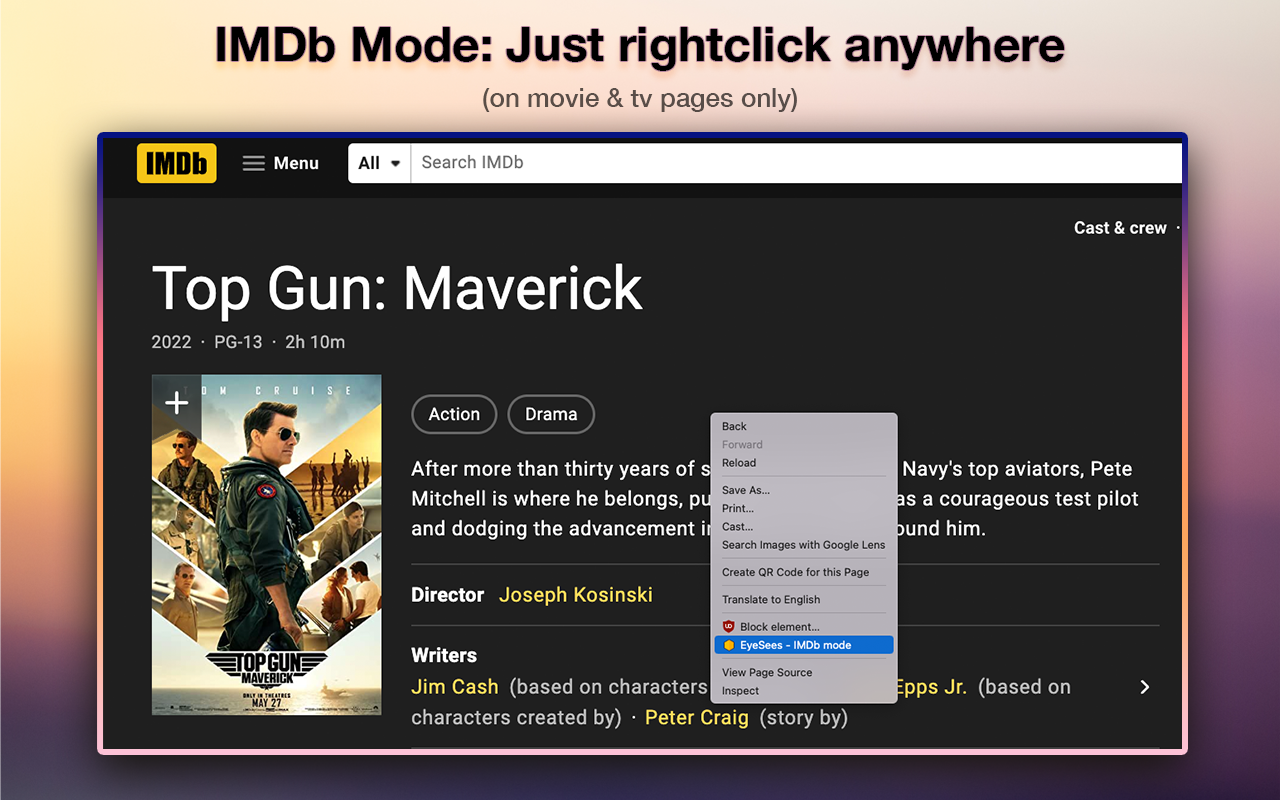 IMDb Mode: Just rightclick anywhere
(on movie & tv pages only)
IMDb Menu All Search IMDb
Cast & crew ·
Top Gun: Maverick
2022 · PG-13 · 2h 10m
OM CRUISE
TOP GUN
MAVERICK
ONLY IN THEATRES
MAY 27
Action Drama
After more than thirty years of s
Navy's top aviators, Pete
Mitchell is where he belongs, pu
as a courageous test pilot
and dodging the advancement i
ound him.
Director Joseph Kosinski
Writers
Jim Cash (based on characters
Epps Jr. (based on
characters created by) · Peter Craig (story by)
Back
Forward
Reload
Save As...
Print...
Cast...
Search Images with Google Lens
Create QR Code for this Page
Translate to English
Block element...
EyeSees - IMDb mode
View Page Source
Inspect